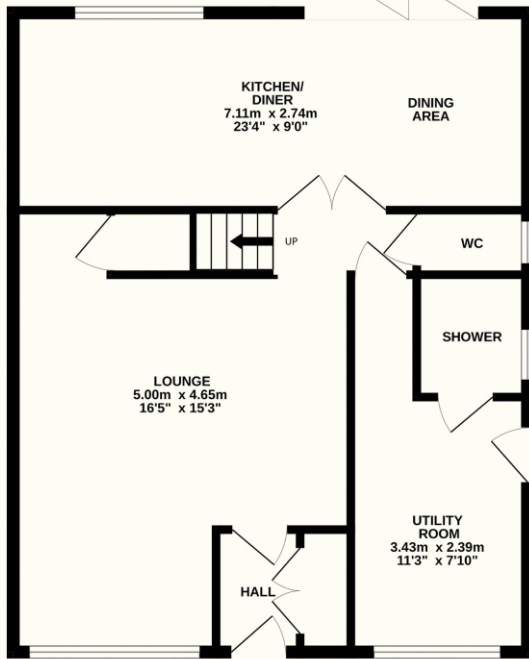 KITCHEN/
DINER
7.11m x 2.74m
23'4" x 9'0"
DINING
AREA
UP
WC
SHOWER
LOUNGE
5.00m x 4.65m
16'5" x 15'3"
UTILITY
ROOM
3.43m x 2.39m
11'3" x 7'10"
HALL